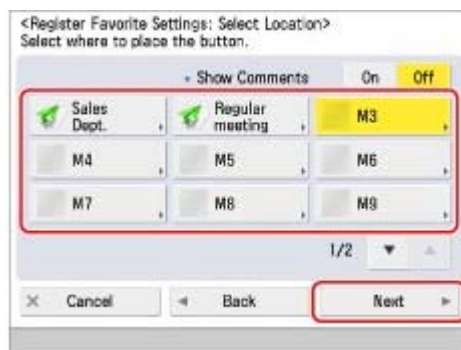 <Register Favorite Settings: Select Location>
Select where to place the button.
Show Comments On Off
Sales Dept.
Regular meeting
M3
M4 M5 M6
M7 M8 M9
1/2
Cancel Back Next